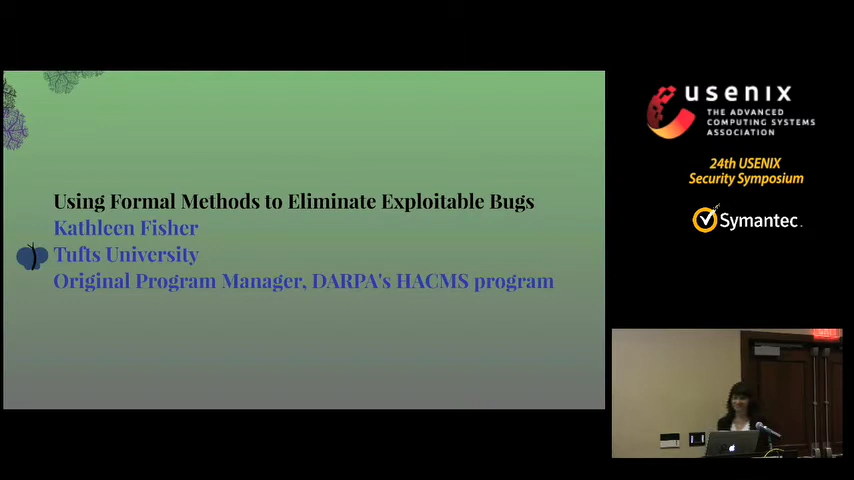 Using Formal Methods to Eliminate Exploitable Bugs
Kathleen Fisher
Tufts University
Original Program Manager, DARPA's HACMS program
usenix
THE ADVANCED
COMPUTING SYSTEMS
ASSOCIATION
24th USENIX
Security Symposium
Symantec.